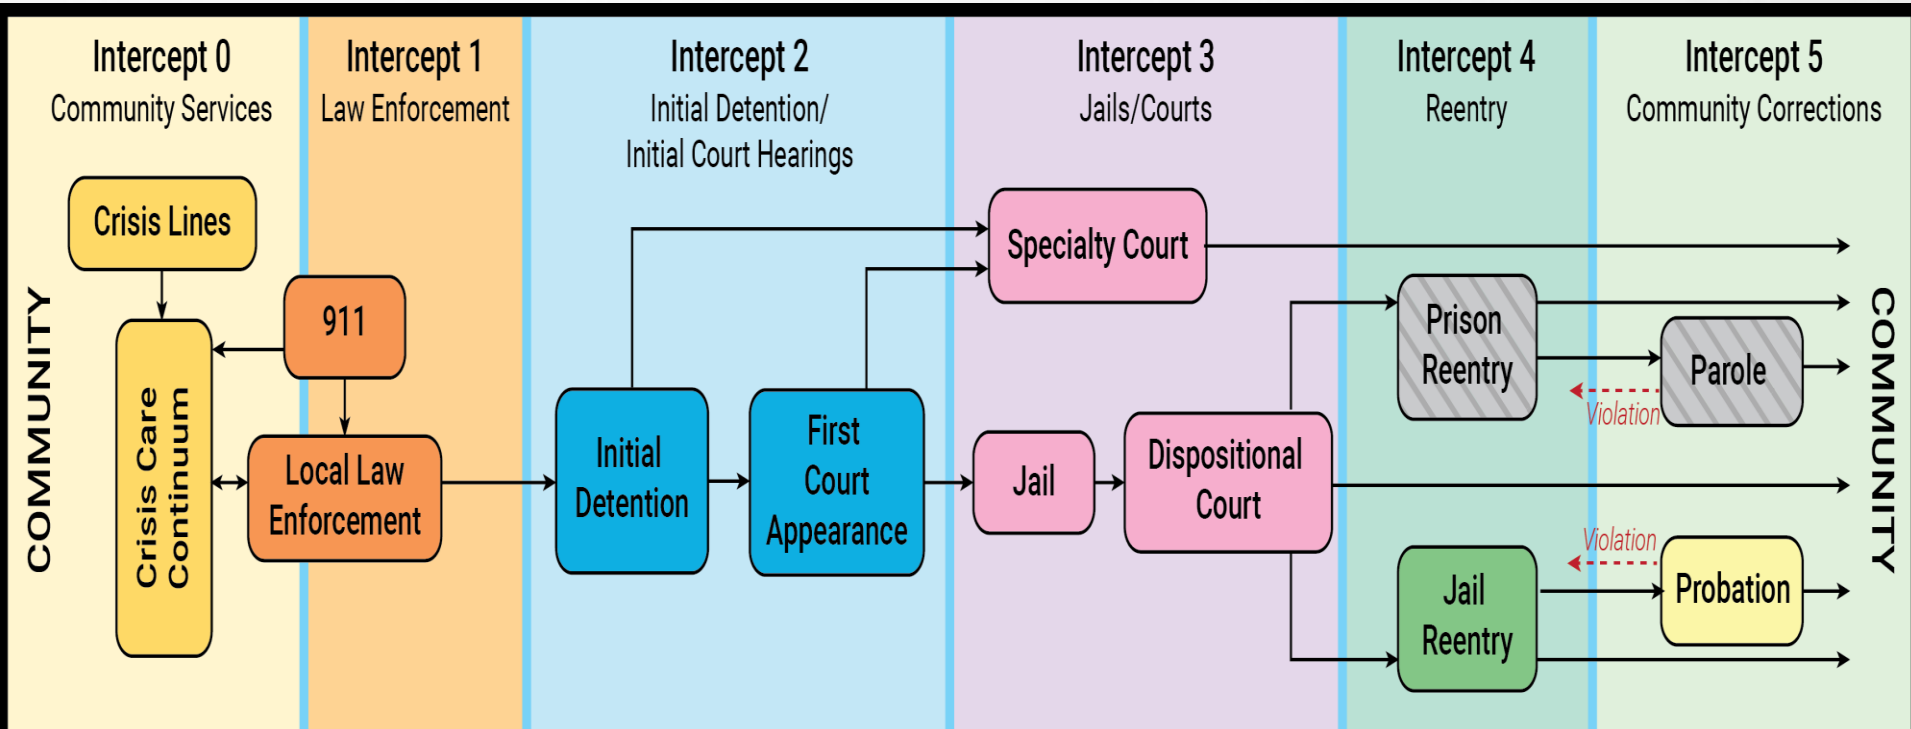 Intercept 0
Community Services
Intercept 1
Law Enforcement
Intercept 2
Initial Detention/
Initial Court Hearings
Intercept 3
Jails/Courts
Intercept 4
Reentry
Intercept 5
Community Corrections
COMMUNITY
Crisis Lines
Crisis Care
Continuum
911
Local Law
Enforcement
Initial
Detention
First
Court
Appearance
Specialty Court
Jail
Dispositional
Court
Prison
Reentry
Parole
Violation
Jail
Reentry
Violation
Probation
COMMUNITY